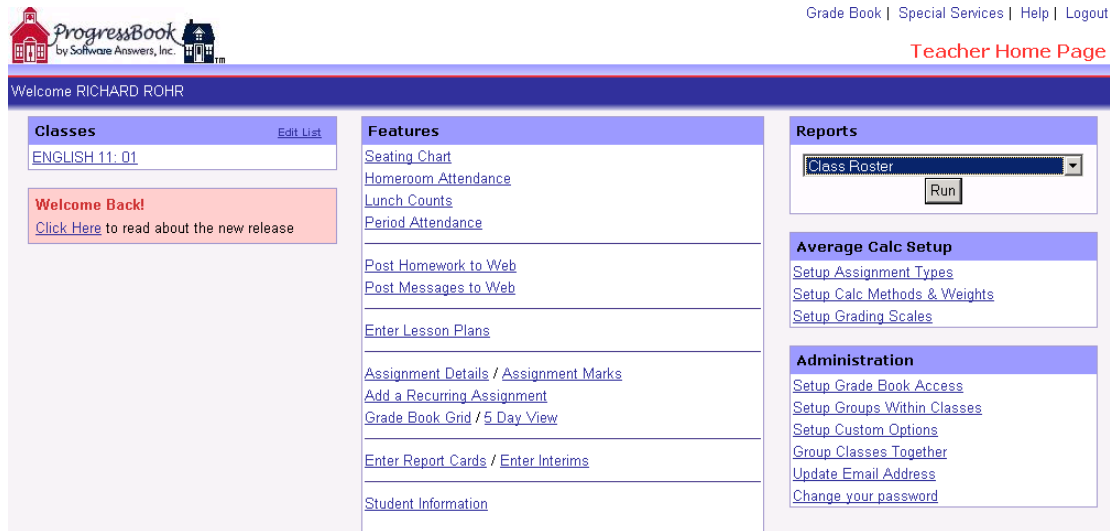 Grade Book | Special Services | Help | Logout
ProgressBook
by Software Answers, Inc.
TM
Teacher Home Page
Welcome RICHARD ROHR
Classes Edit List
ENGLISH 11: 01
Welcome Back!
Click Here to read about the new release
Features
Seating Chart
Homeroom Attendance
Lunch Counts
Period Attendance
Post Homework to Web
Post Messages to Web
Enter Lesson Plans
Assignment Details / Assignment Marks
Add a Recurring Assignment
Grade Book Grid / 5 Day View
Enter Report Cards / Enter Interims
Student Information
Reports
Class Roster
Run
Average Calc Setup
Setup Assignment Types
Setup Calc Methods & Weights
Setup Grading Scales
Administration
Setup Grade Book Access
Setup Groups Within Classes
Setup Custom Options
Group Classes Together
Update Email Address
Change your password